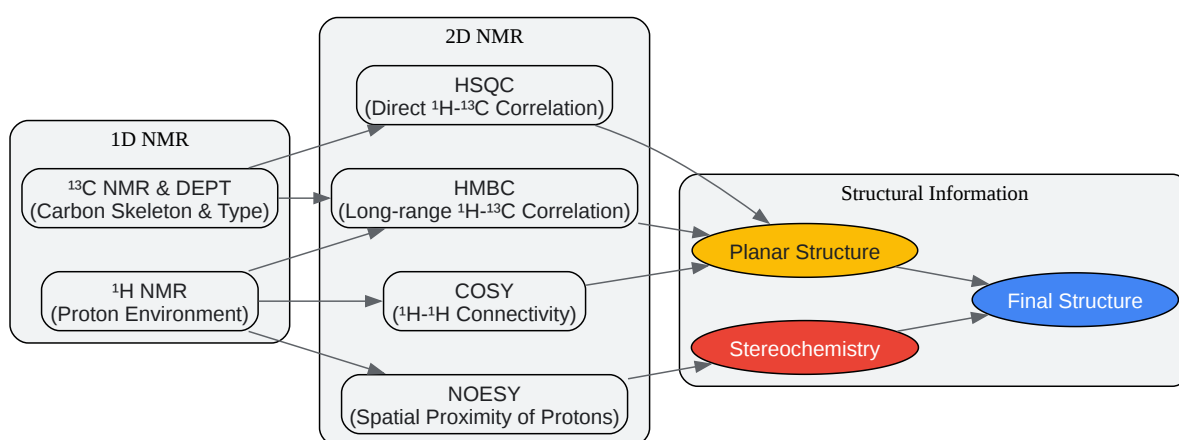 1D NMR
¹³C NMR & DEPT
(Carbon Skeleton & Type)
¹H NMR
(Proton Environment)
2D NMR
HSQC
(Direct ¹H-¹³C Correlation)
HMBC
(Long-range ¹H-¹³C Correlation)
COSY
(¹H-¹H Connectivity)
NOESY
(Spatial Proximity of Protons)
Structural Information
Planar Structure
Stereochemistry
Final Structure